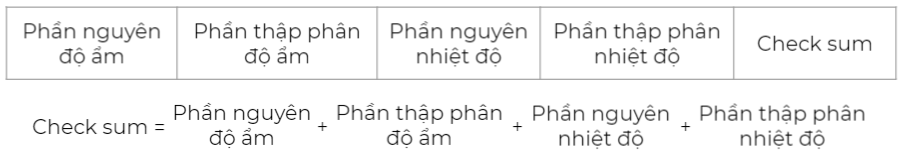 Phần nguyên độ ẩm
Phần thập phân độ ẩm
Phần nguyên nhiệt độ
Phần thập phân nhiệt độ
Check sum
Check sum = Phần nguyên độ ẩm + Phần thập phân độ ẩm + Phần nguyên nhiệt độ + Phần thập phân nhiệt độ